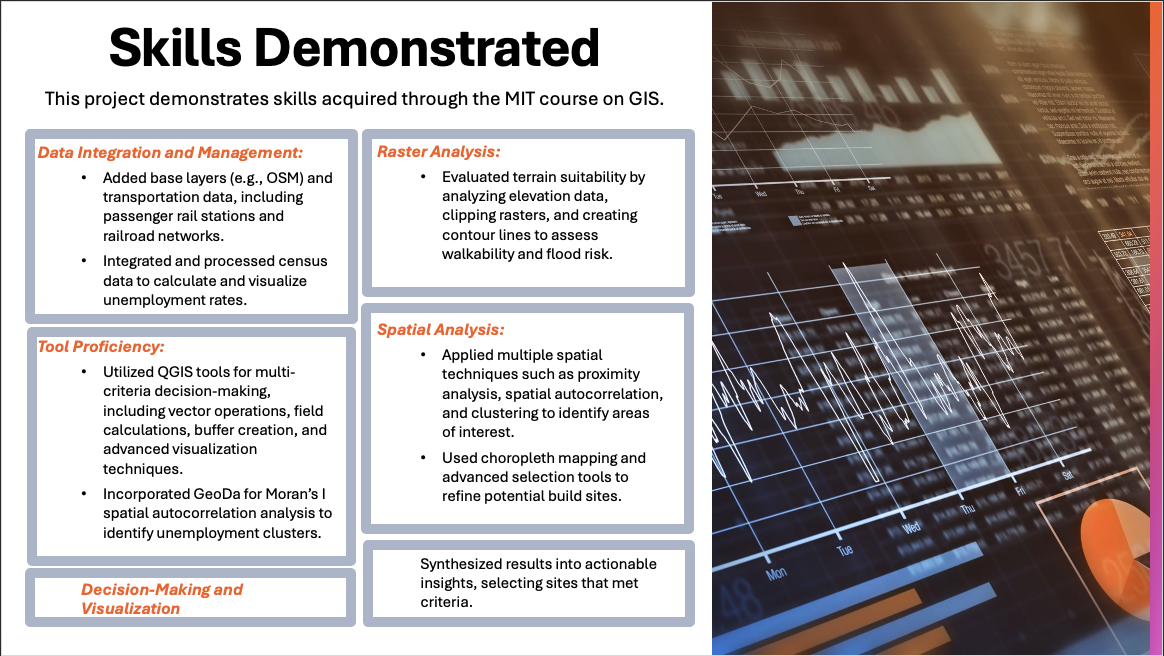 Skills Demonstrated
This project demonstrates skills acquired through the MIT course on GIS.
Data Integration and Management:
• Added base layers (e.g., OSM) and
transportation data, including
passenger rail stations and
railroad networks.
• Integrated and processed census
data to calculate and visualize
unemployment rates.
Tool Proficiency:
• Utilized QGIS tools for multi-
criteria decision-making,
including vector operations, field
calculations, buffer creation, and
advanced visualization
techniques.
• Incorporated GeoDa for Moran’s I
spatial autocorrelation analysis to
identify unemployment clusters.
Decision-Making and
Visualization
Raster Analysis:
• Evaluated terrain suitability by
analyzing elevation data,
clipping rasters, and creating
contour lines to assess
walkability and flood risk.
Spatial Analysis:
• Applied multiple spatial
techniques such as proximity
analysis, spatial autocorrelation,
and clustering to identify areas
of interest.
• Used choropleth mapping and
advanced selection tools to
refine potential build sites.
Synthesized results into actionable
insights, selecting sites that met
criteria.
Tue Wed Thu Fri Sat
3457.71
Mon Tue Wed Thu Fri Sat